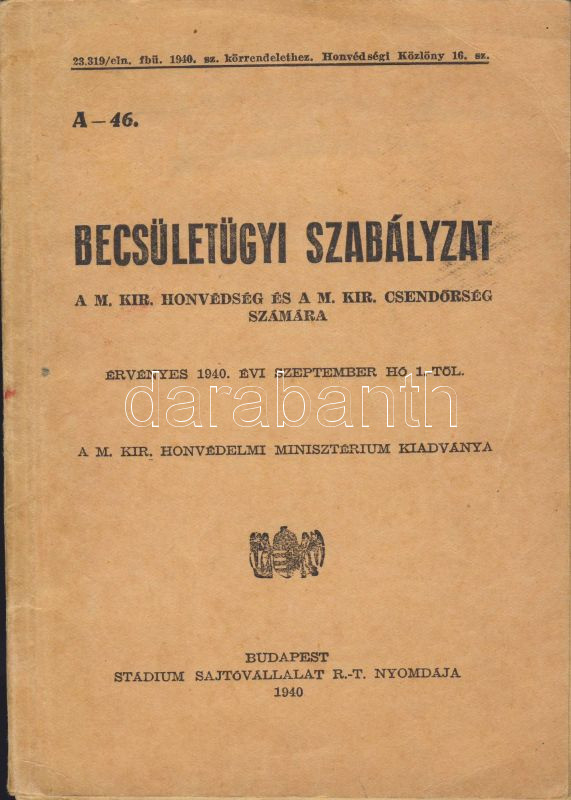 23.319/eln. fbü. 1940. sz. körrendelethez. Honvédségi Közlöny 16. sz.
A–46.
BECSÜLETÜGYI SZABÁLYZAT
A M. KIR. HONVÉDSÉG ÉS A M. KIR. CSENDŐRSÉG
SZÁMÁRA
ÉRVÉNYES 1940. ÉVI SZEPTEMBER HÓ 1.-TŐL.
darabanth
A M. KIR. HONVÉDELMI MINISZTÉRIUM KIADVÁNYA
BUDAPEST
STÁDIUM SAJTÓVÁLLALAT R.-T. NYOMDÁJA
1940